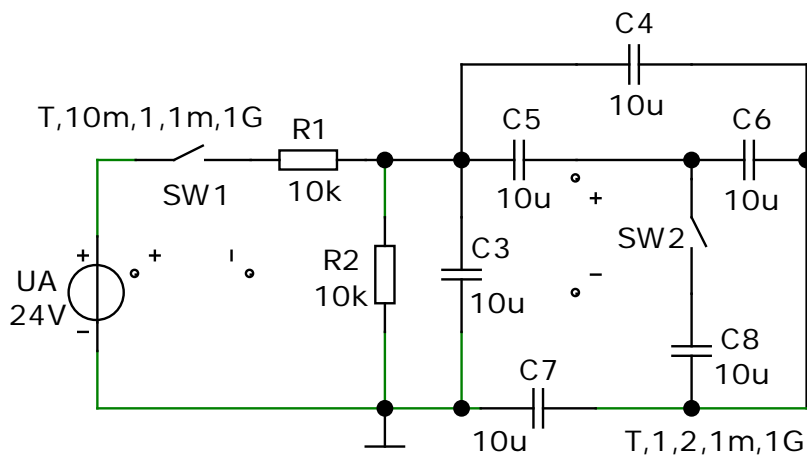 C4
10u
T,10m,1,1m,1G
R1
C5
C6
SW1
10k
10u
10u
+
SW2
+
+
UA
24V
R2
10k
C3
10u
C8
10u
C7
10u
T,1,2,1m,1G